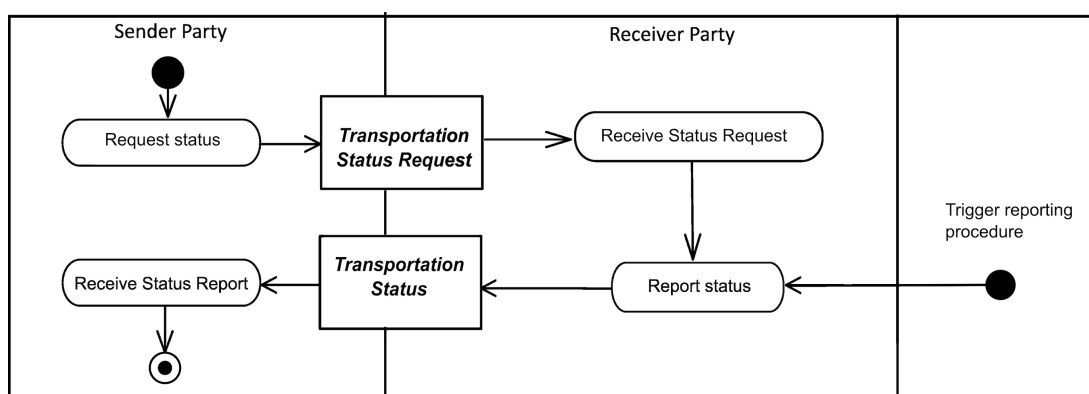 Sender Party
Receiver Party
Request status
Transportation
Status Request
Receive Status Request
Trigger reporting
procedure
Receive Status Report
Transportation
Status
Report status